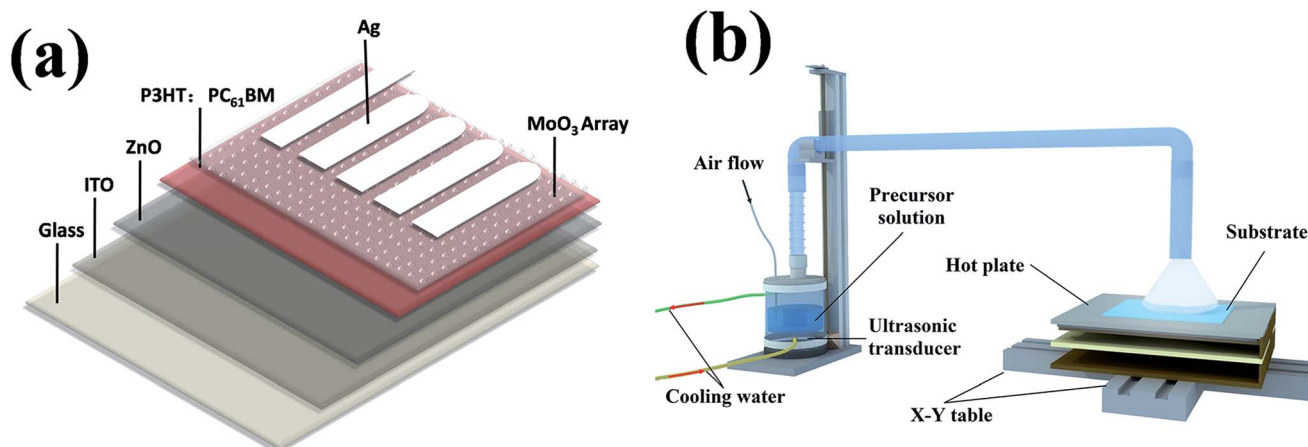 (a)
Ag
P3HT: PC₆₁BM
MoO₃ Array
ZnO
ITO
Glass
(b)
Air flow
Precursor
solution
Substrate
Hot plate
Ultrasonic
transducer
Cooling water
X-Y table